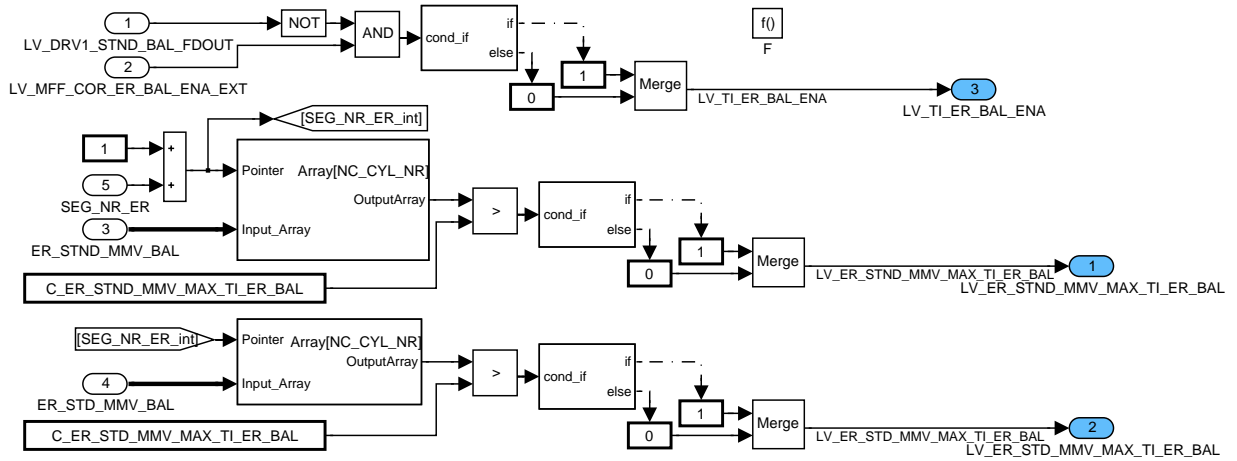 1
NOT
LV_DRV1_STND_BAL_FDOUT
2
LV_MFF_COR_ER_BAL_ENA_EXT
AND
cond_if
if
else
1
0
Merge
LV_TI_ER_BAL_ENA
3
LV_TI_ER_BAL_ENA
f()
F
[SEG_NR_ER_int]
1
+
+
5
SEG_NR_ER
3
ER_STND_MMV_BAL
Pointer
Array[NC_CYL_NR]
OutputArray
Input_Array
>
cond_if
if
else
1
0
Merge
LV_ER_STND_MMV_MAX_TI_ER_BAL
1
LV_ER_STND_MMV_MAX_TI_ER_BAL
C_ER_STND_MMV_MAX_TI_ER_BAL
[SEG_NR_ER_int]
4
ER_STD_MMV_BAL
Pointer
Array[NC_CYL_NR]
OutputArray
Input_Array
>
cond_if
if
else
1
0
Merge
LV_ER_STD_MMV_MAX_TI_ER_BAL
2
LV_ER_STD_MMV_MAX_TI_ER_BAL
C_ER_STD_MMV_MAX_TI_ER_BAL